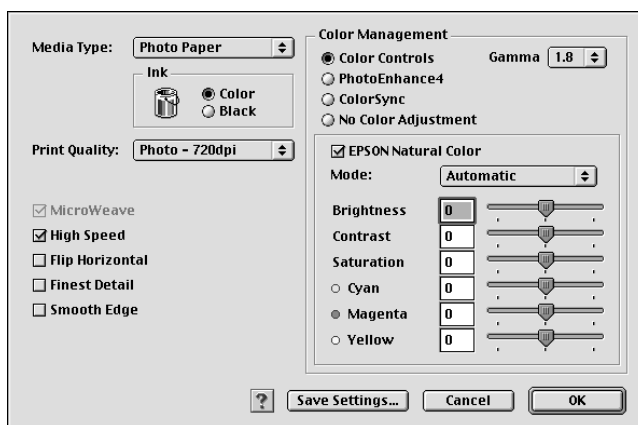 Media Type: Photo Paper
Ink
Color
Black
Print Quality: Photo - 720dpi
MicroWeave
High Speed
Flip Horizontal
Finest Detail
Smooth Edge
Color Management
Color Controls
Gamma 1.8
PhotoEnhance4
ColorSync
No Color Adjustment
EPSON Natural Color
Mode: Automatic
Brightness 0
Contrast 0
Saturation 0
Cyan 0
Magenta 0
Yellow 0
? Save Settings... Cancel OK